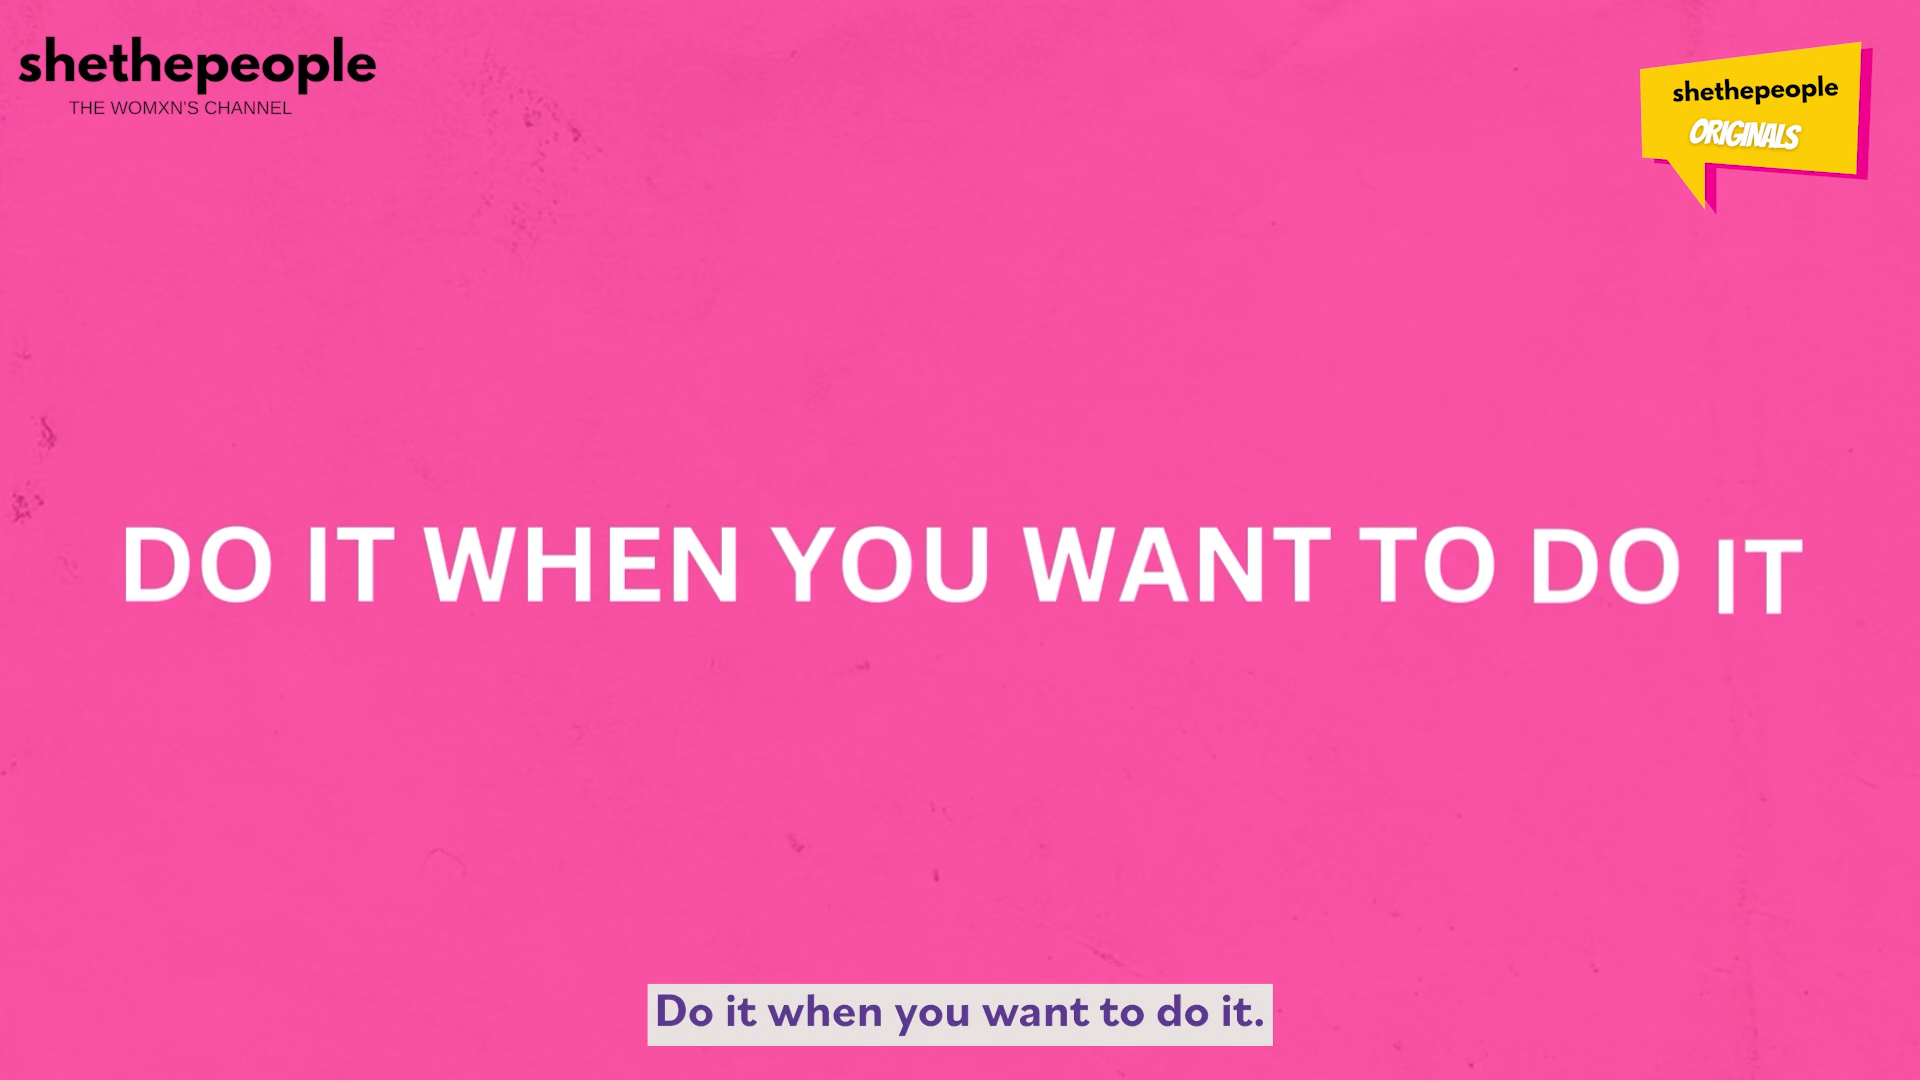 shethepeople
THE WOMXN'S CHANNEL
shethepeople
ORIGINALS
DO IT WHEN YOU WANT TO DO IT
Do it when you want to do it.